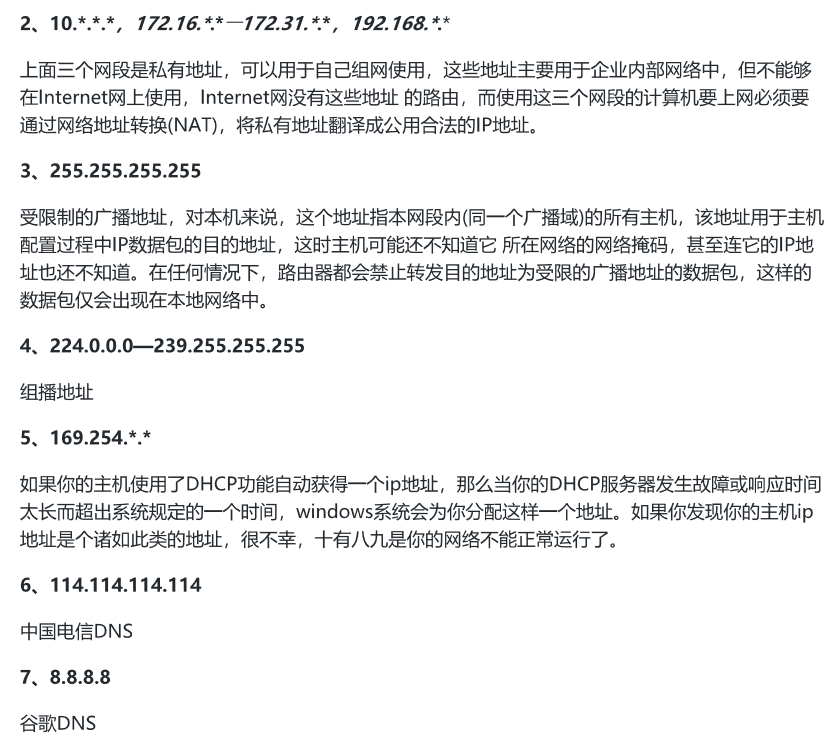 2、10.*.*.*，172.16.*.*—172.31.*.*，192.168.*.*
上面三个网段是私有地址，可以用于自己组网使用，这些地址主要用于企业内部网络中，但不能够
在Internet网上使用，Internet网没有这些地址 的路由，而使用这三个网段的计算机要上网必须要
通过网络地址转换(NAT)，将私有地址翻译成公用合法的IP地址。
3、255.255.255.255
受限制的广播地址，对本机来说，这个地址指本网段内(同一个广播域)的所有主机，该地址用于主机
配置过程中IP数据包的目的地址，这时主机可能还不知道它 所在网络的网络掩码，甚至连它的IP地
址也还不知道。在任何情况下，路由器都会禁止转发目的地址为受限的广播地址的数据包，这样的
数据包仅会出现在本地网络中。
4、224.0.0.0—239.255.255.255
组播地址
5、169.254.*.*
如果你的主机使用了DHCP功能自动获得一个ip地址，那么当你的DHCP服务器发生故障或响应时间
太长而超出系统规定的一个时间，windows系统会为你分配这样一个地址。如果你发现你的主机ip
地址是个诸如此类的地址，很不幸，十有八九是你的网络不能正常运行了。
6、114.114.114.114
中国电信DNS
7、8.8.8.8
谷歌DNS